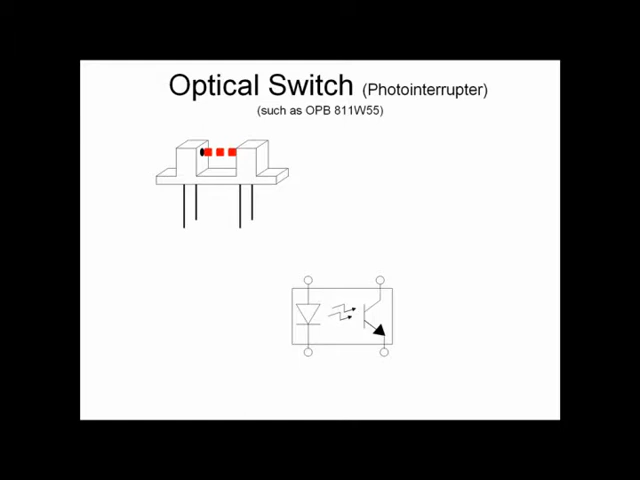 Optical Switch (Photointerrupter)
(such as OPB 811W55)